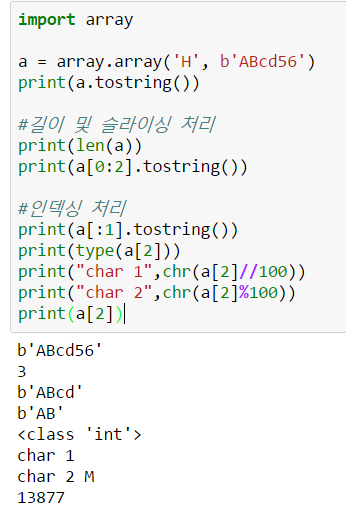 import array
a = array.array('H', b'ABcd56')
print(a.tostring())
#길이 및 슬라이싱 처리
print(len(a))
print(a[0:2].tostring())
#인덱싱 처리
print(a[:1].tostring())
print(type(a[2]))
print("char 1",chr(a[2]//100))
print("char 2",chr(a[2]%100))
print(a[2])
b'ABcd56'
3
b'ABcd'
b'AB'
<class 'int'>
char 1
char 2 M
13877